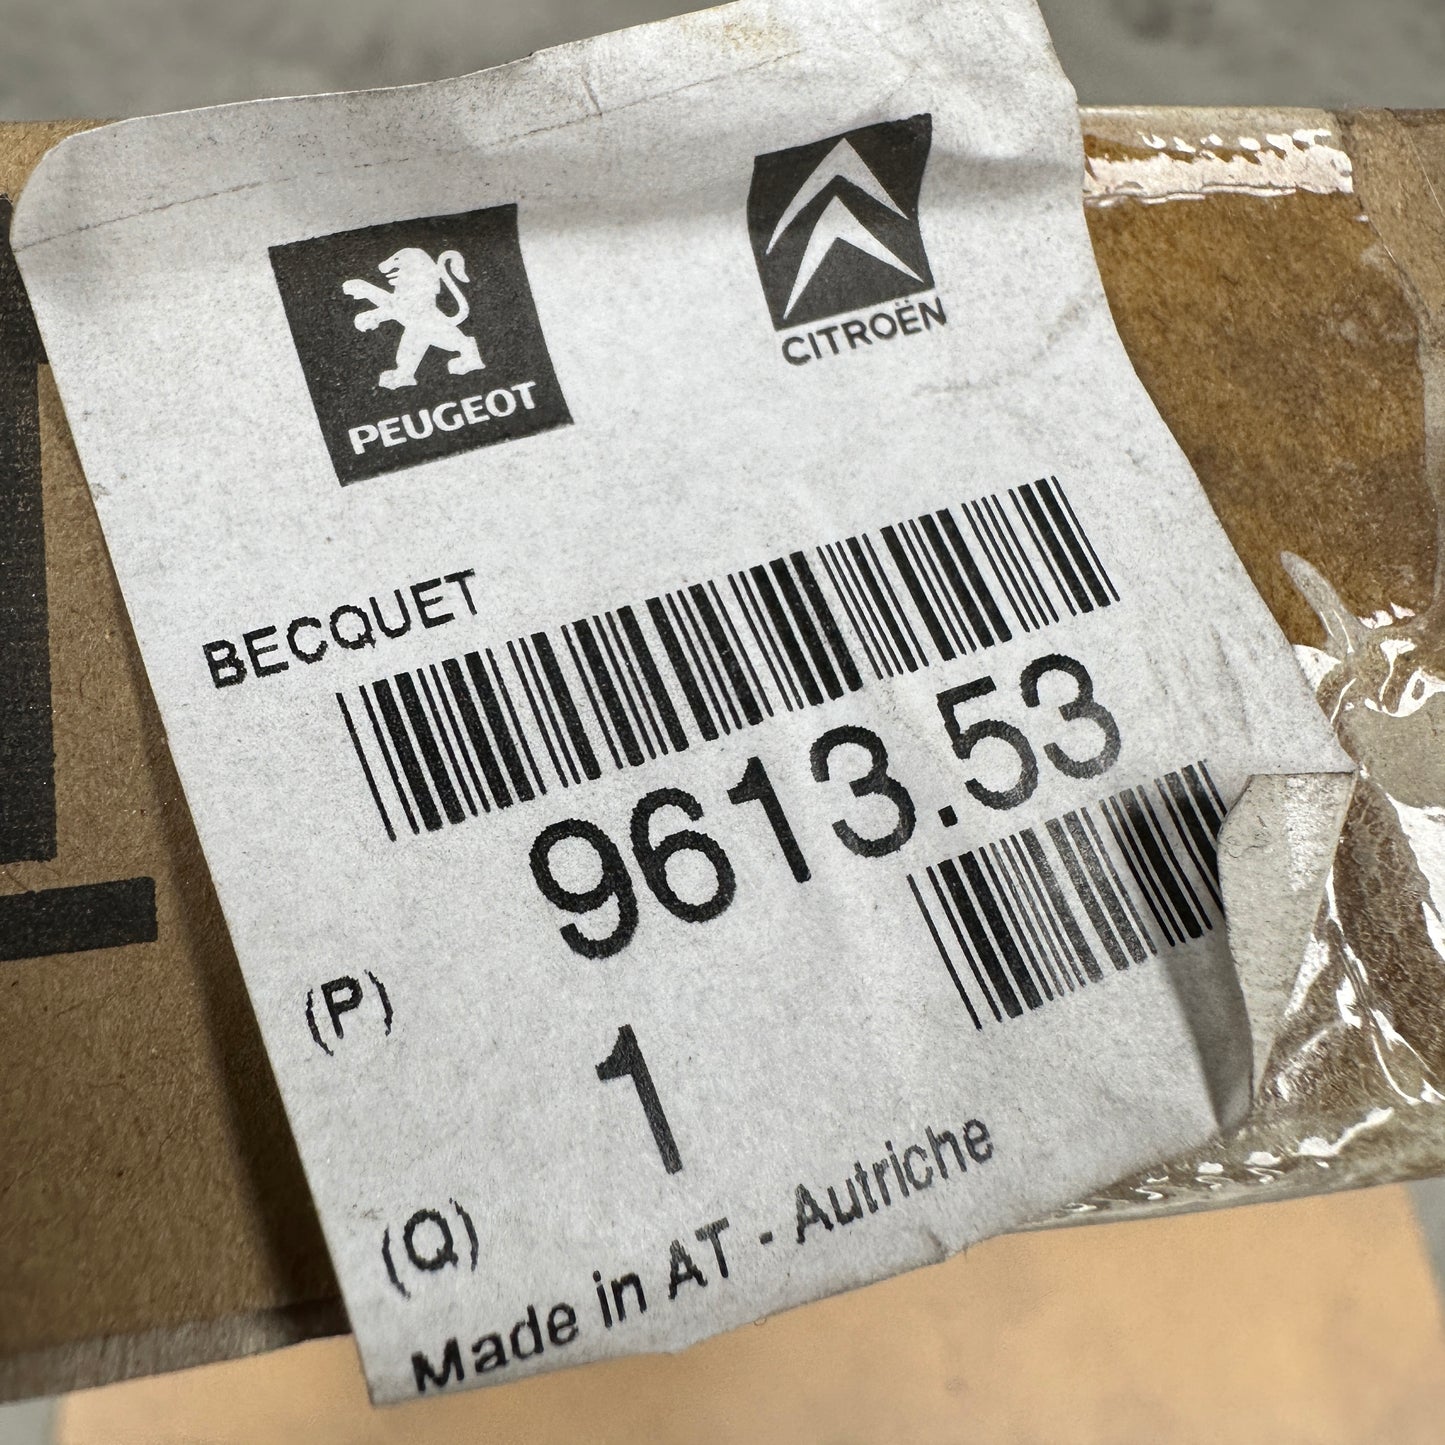 PEUGEOT
CITROËN
BECQUET
9613.53
(P)
1
(Q)
Made in AT - Autriche